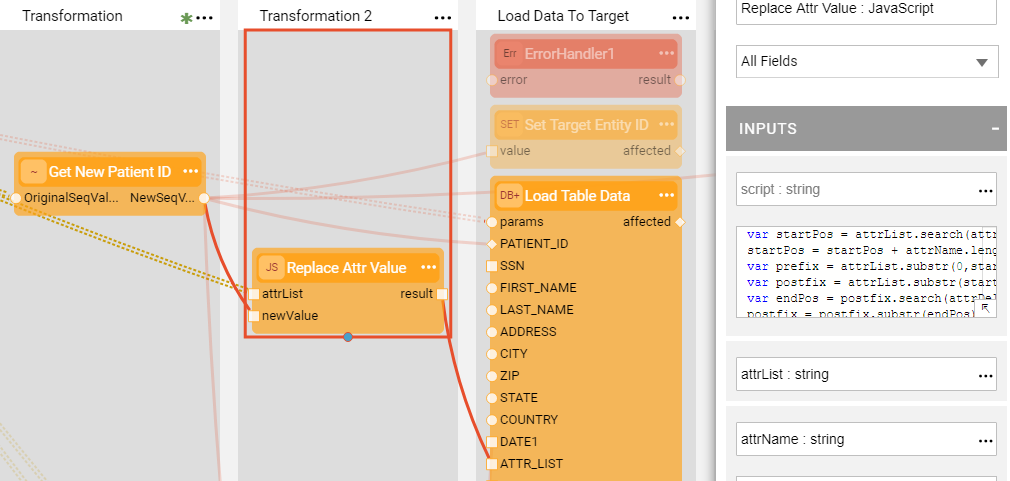 Transformation
Transformation 2
Load Data To Target
~ Get New Patient ID
OriginalSeqVal... NewSeqV...
JS Replace Attr Value
attrList result
newValue
Err ErrorHandler1
error result
SET Set Target Entity ID
value affected
DB+ Load Table Data
params affected
PATIENT_ID
SSN
FIRST_NAME
LAST_NAME
ADDRESS
CITY
ZIP
STATE
COUNTRY
DATE1
ATTR_LIST
Replace Attr Value : JavaScript
All Fields
INPUTS -
script : string
var startPos = attrList.search(attr
startPos = startPos + attrName.leng
var prefix = attrList.substr(0,star
var postfix = attrList.substr(start
var endPos = postfix.search(attrDel
postfix = postfix.substr(endPos)
attrList : string
attrName : string